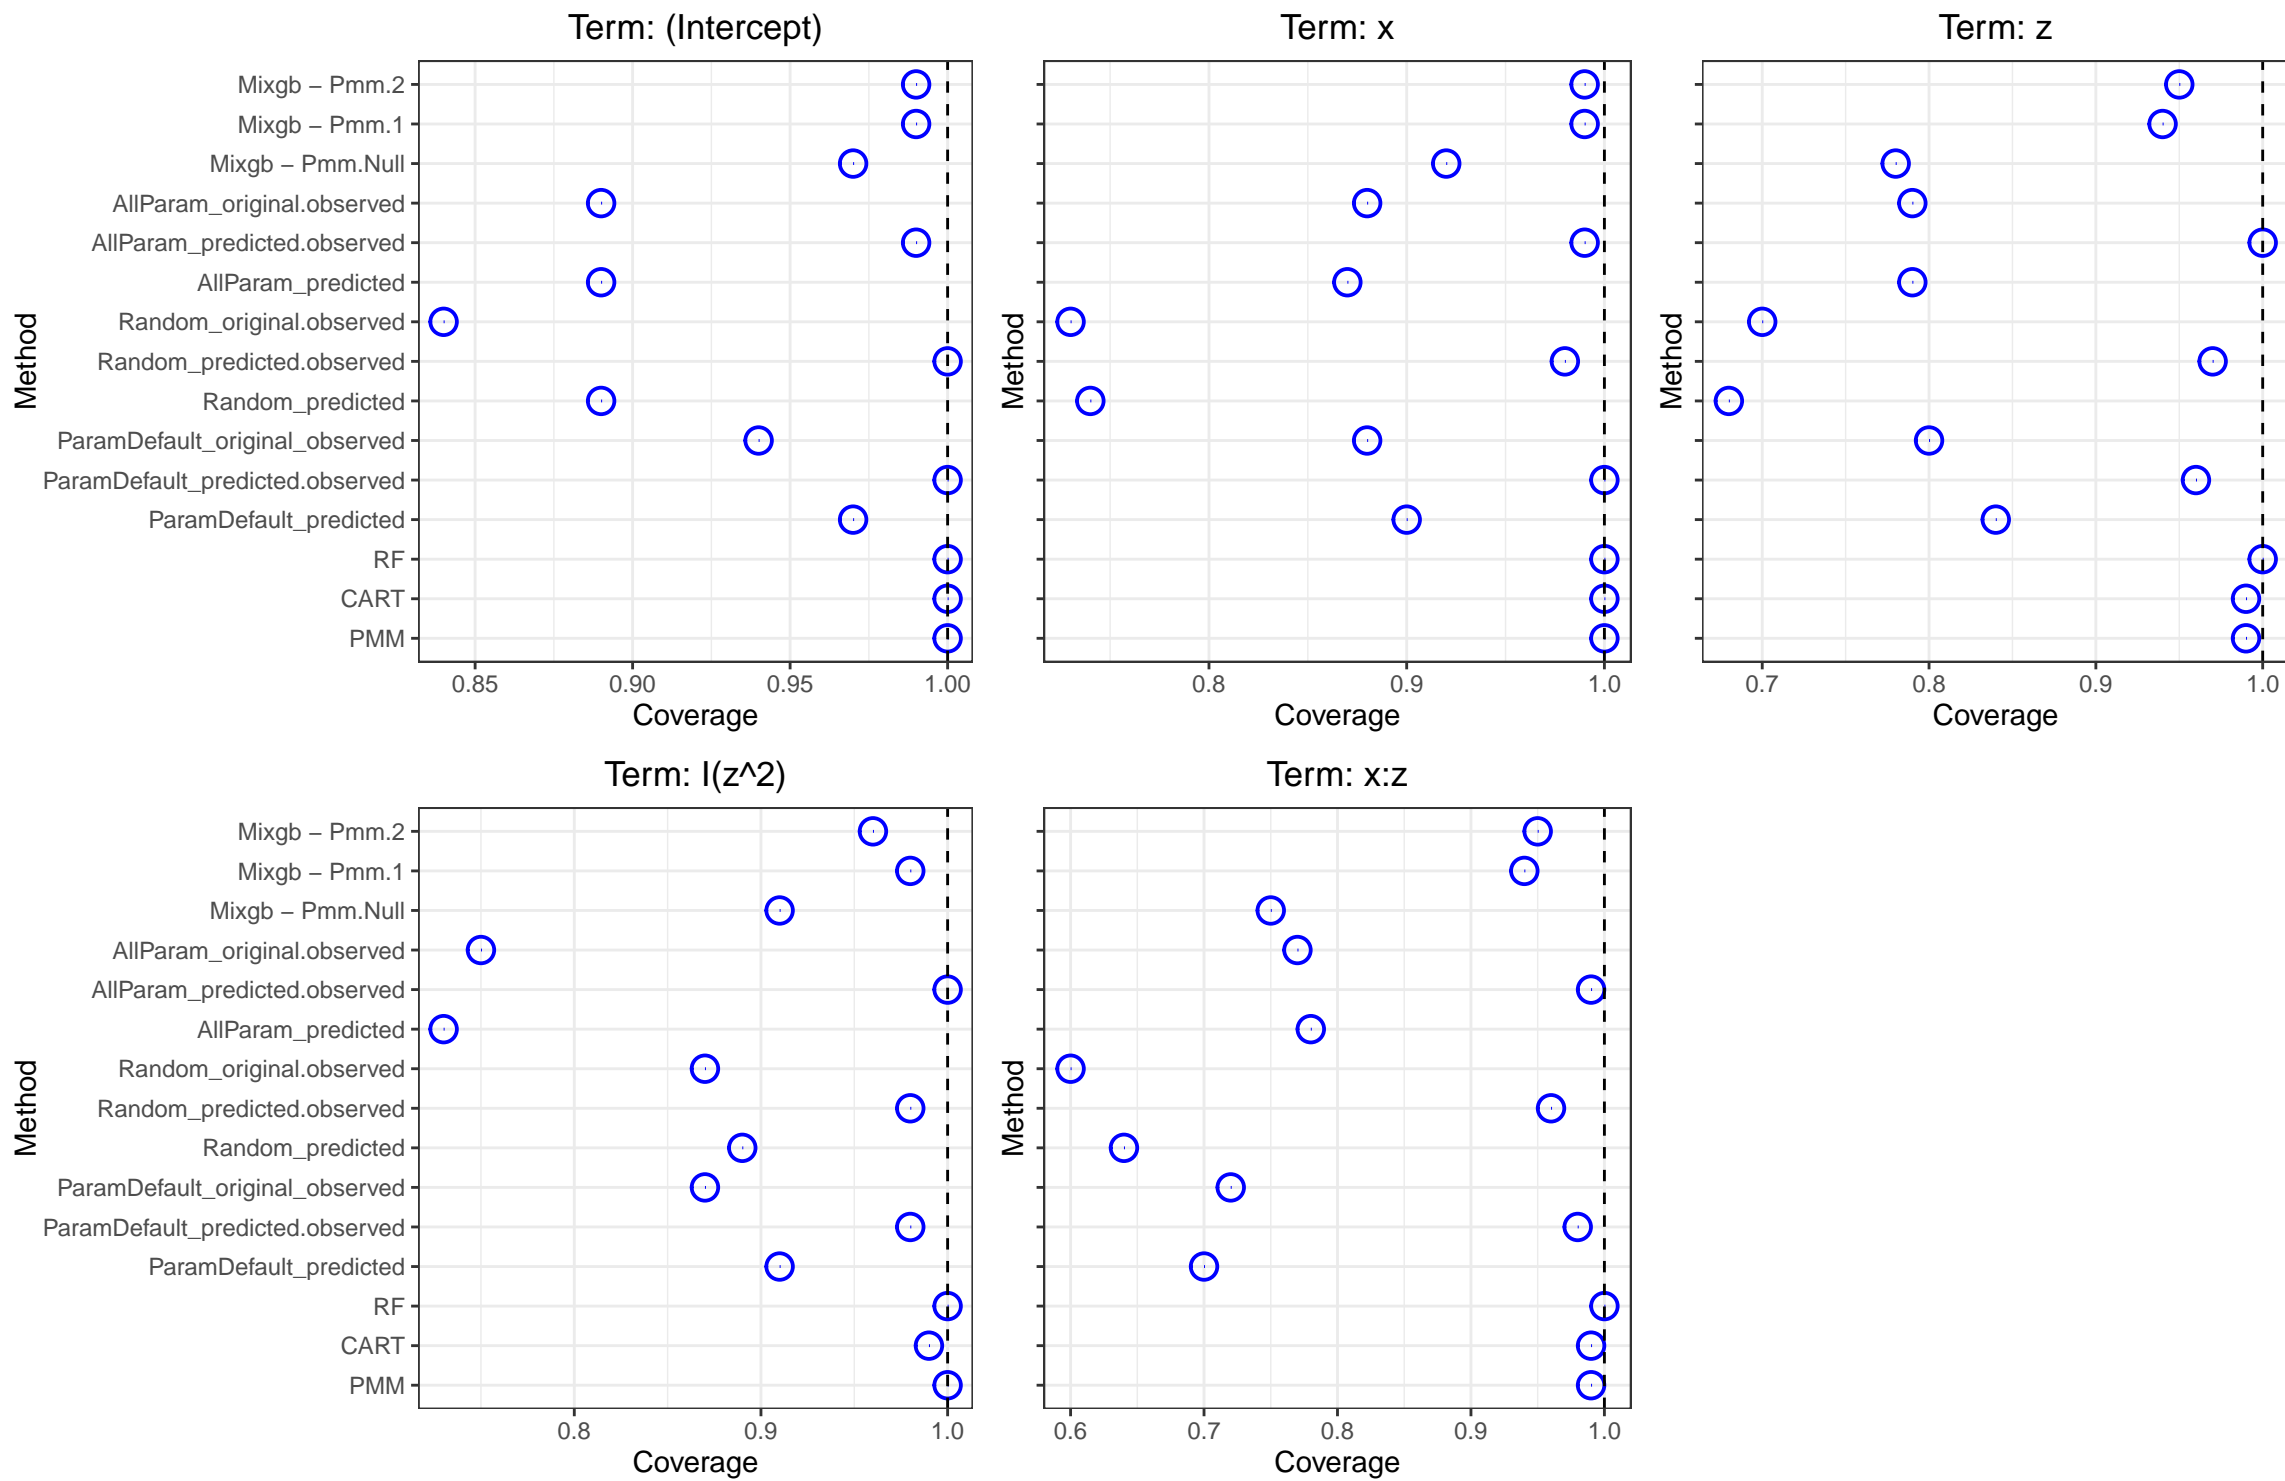 Term: (Intercept)
Term: x
Term: z
Mixgb − Pmm.2
Mixgb − Pmm.1
Mixgb − Pmm.Null
AllParam_original.observed
AllParam_predicted.observed
AllParam_predicted
Random_original.observed
Random_predicted.observed
Random_predicted
ParamDefault_original_observed
ParamDefault_predicted.observed
ParamDefault_predicted
RF
CART
PMM
Method
Method
Method
0.85 0.90 0.95 1.00
0.8 0.9 1.0
0.7 0.8 0.9 1.0
Coverage
Coverage
Coverage
Term: I(z^2)
Term: x:z
Mixgb − Pmm.2
Mixgb − Pmm.1
Mixgb − Pmm.Null
AllParam_original.observed
AllParam_predicted.observed
AllParam_predicted
Random_original.observed
Random_predicted.observed
Random_predicted
ParamDefault_original_observed
ParamDefault_predicted.observed
ParamDefault_predicted
RF
CART
PMM
Method
Method
0.8 0.9 1.0
0.6 0.7 0.8 0.9 1.0
Coverage
Coverage